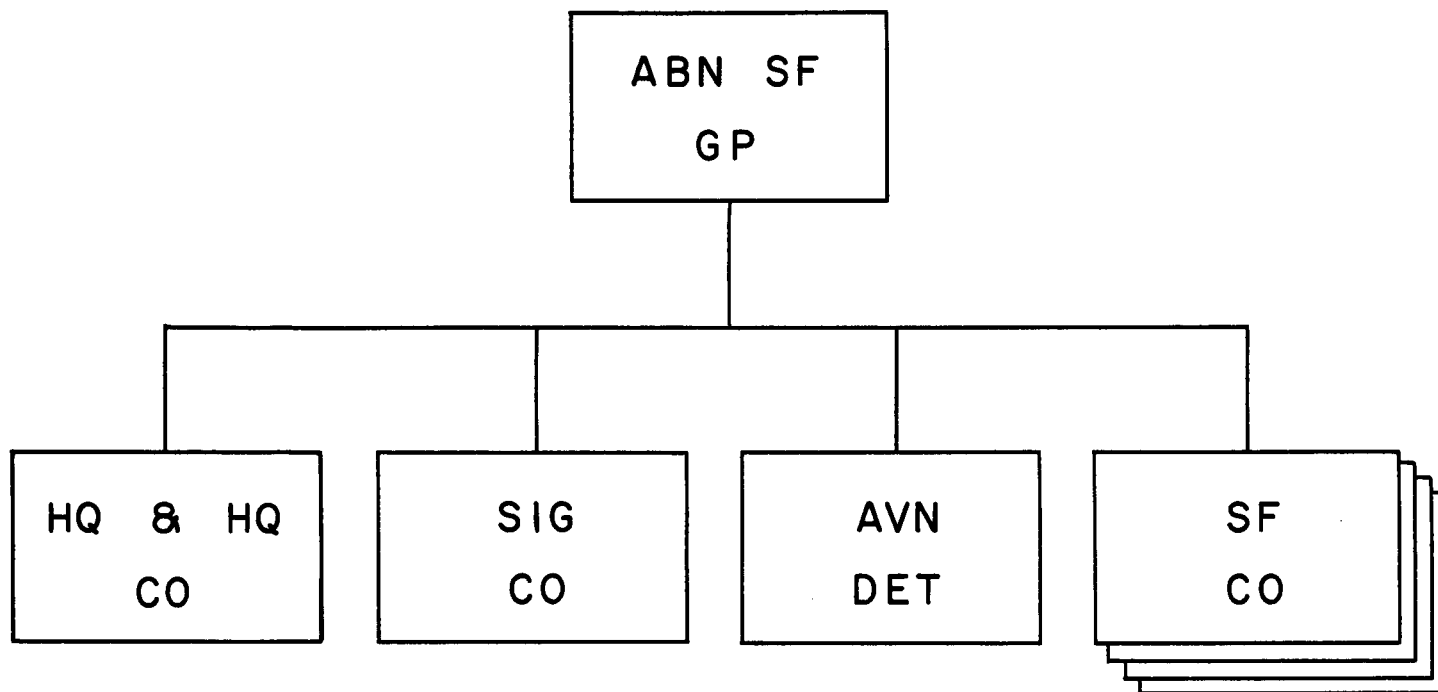 ABN SF
GP
HQ & HQ
CO
SIG
CO
AVN
DET
SF
CO